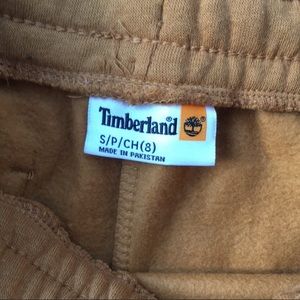 Timberland
S/P/CH(8)
MADE IN PAKISTAN